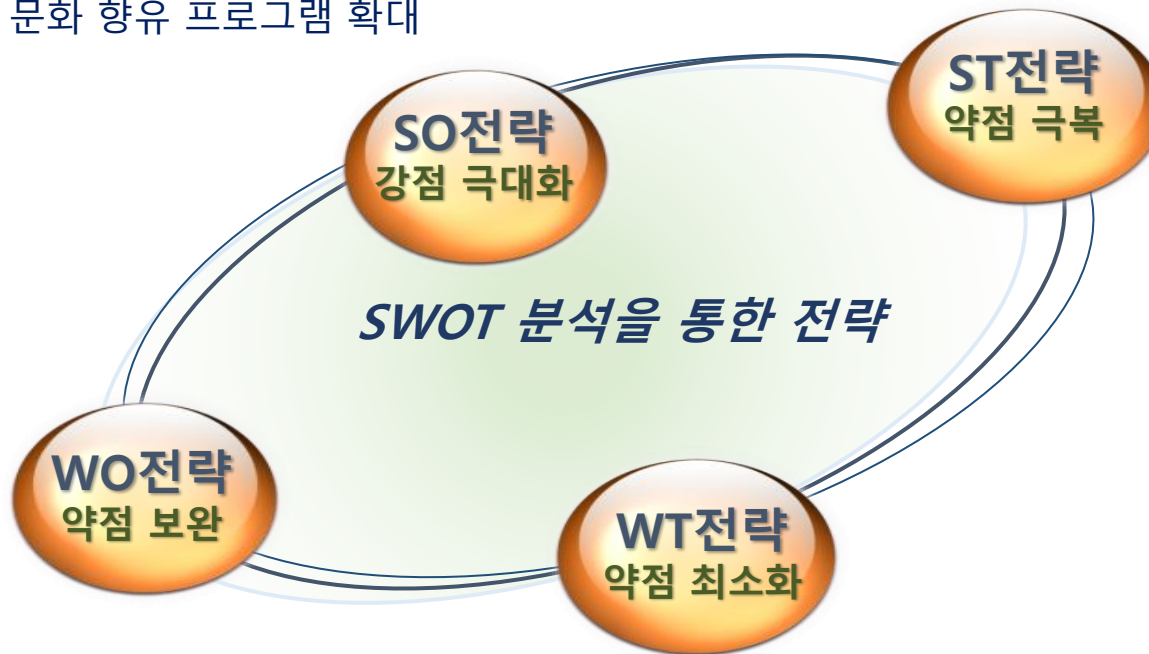 문화 향유 프로그램 확대
SO전략
강점 극대화
ST전략
약점 극복
SWOT 분석을 통한 전략
WO전략
약점 보완
WT전략
약점 최소화